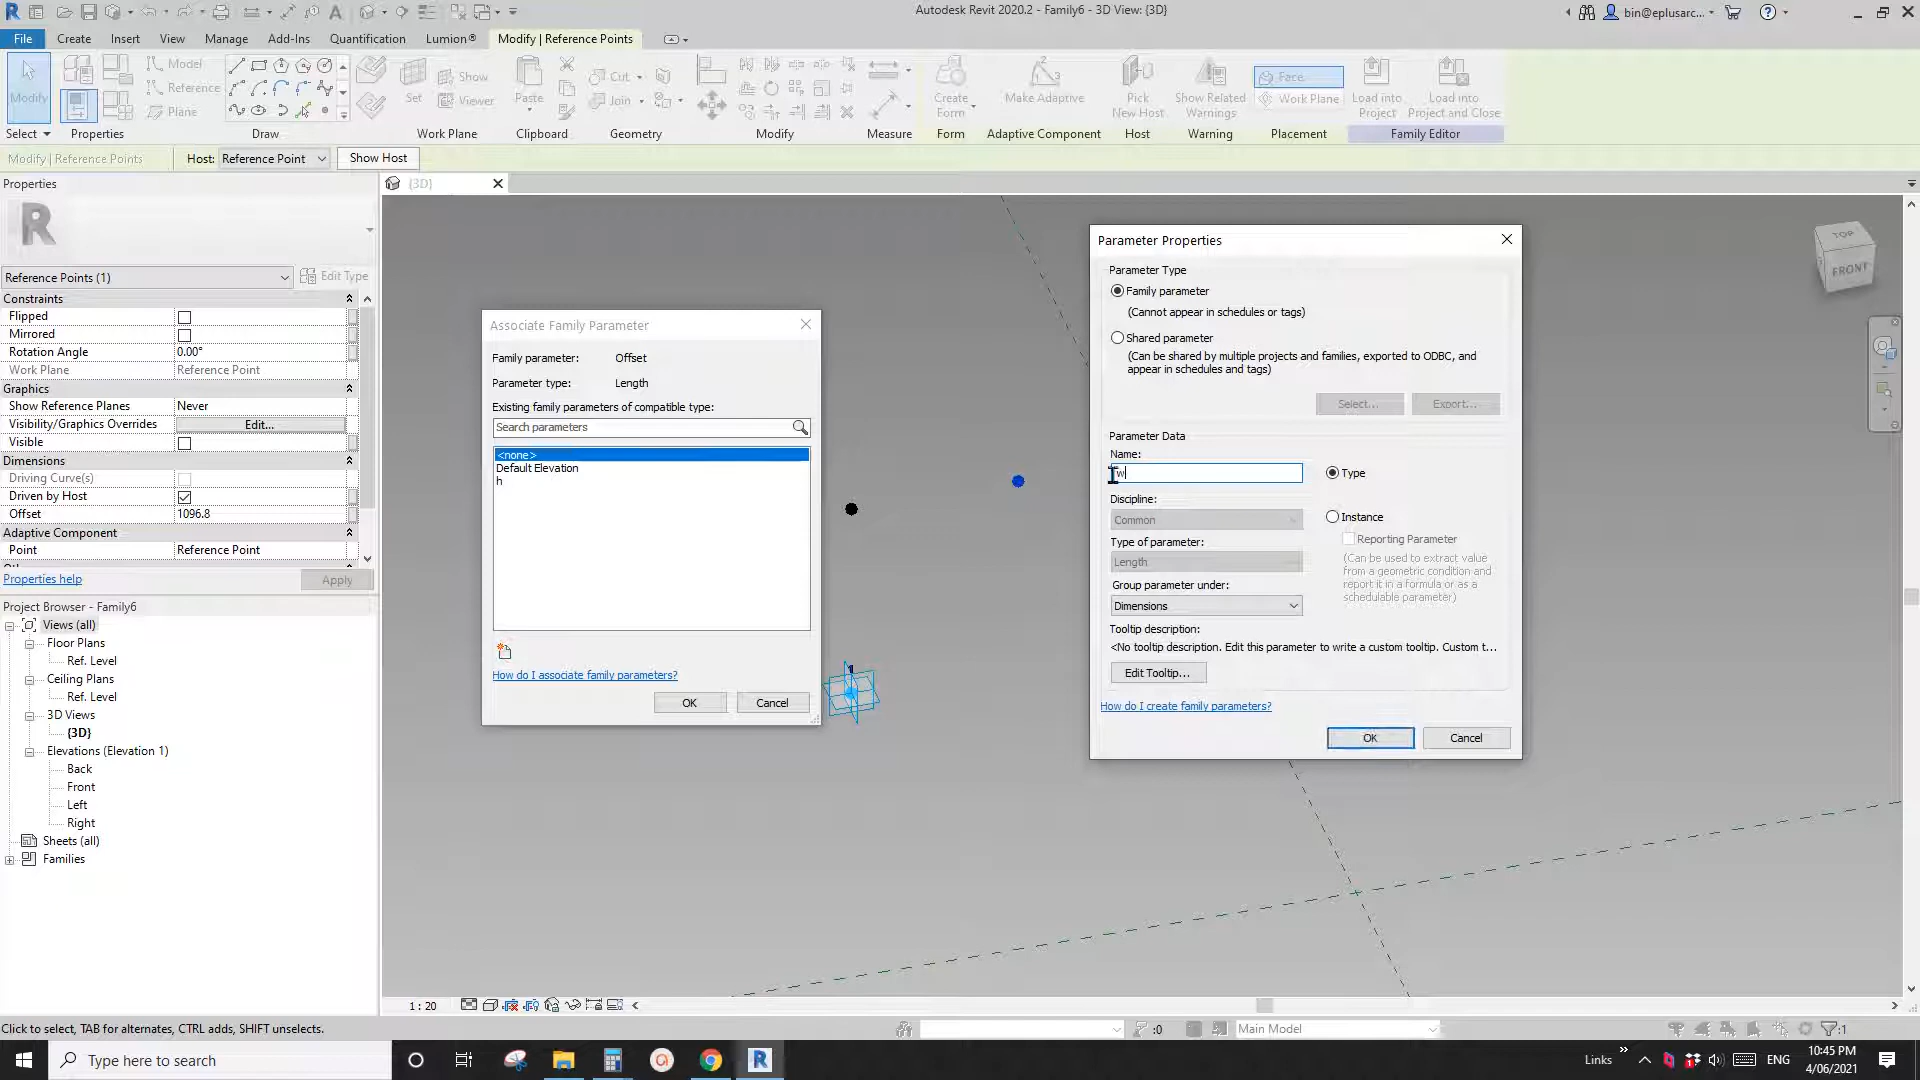 Autodesk Revit 2020.2 - Family6 - 3D View: {3D}
bin@eplusarc...
File
Create
Insert
View
Manage
Add-Ins
Quantification
Lumion®
Modify | Reference Points
Modify
Model
Reference
Plane
Set
Show
Viewer
Paste
Cut
Join
Create Form
Make Adaptive
Pick New Host
Show Related Warnings
Face
Work Plane
Load into Project
Load into Project and Close
Select
Properties
Draw
Work Plane
Clipboard
Geometry
Modify
Measure
Form
Adaptive Component
Host
Warning
Placement
Family Editor
Modify | Reference Points
Host: Reference Point
Show Host
Properties
{3D}
R
Reference Points (1)
Edit Type
Constraints
Flipped
Mirrored
Rotation Angle 0.00°
Work Plane Reference Point
Graphics
Show Reference Planes Never
Visibility/Graphics Overrides Edit...
Visible
Dimensions
Driving Curve(s)
Driven by Host
Offset 1096.8
Adaptive Component
Point Reference Point
Properties help
Apply
Project Browser - Family6
Views (all)
Floor Plans
Ref. Level
Ceiling Plans
Ref. Level
3D Views
{3D}
Elevations (Elevation 1)
Back
Front
Left
Right
Sheets (all)
Families
Associate Family Parameter
Family parameter: Offset
Parameter type: Length
Existing family parameters of compatible type:
Search parameters
<none>
Default Elevation
h
How do I associate family parameters?
OK
Cancel
Parameter Properties
Parameter Type
Family parameter
(Cannot appear in schedules or tags)
Shared parameter
(Can be shared by multiple projects and families, exported to ODBC, and
appear in schedules and tags)
Select...
Export...
Parameter Data
Name:
w
Type
Discipline:
Common
Instance
Reporting Parameter
Type of parameter:
Length
(Can be used to extract value
from a geometric condition and
report it in a formula or as a
schedulable parameter)
Group parameter under:
Dimensions
Tooltip description:
<No tooltip description. Edit this parameter to write a custom tooltip. Custom t...
Edit Tooltip...
How do I create family parameters?
OK
Cancel
TOP
FRONT
1 : 20
Click to select, TAB for alternates, CTRL adds, SHIFT unselects.
:0
Main Model
:1
Type here to search
Links
ENG
10:45 PM
4/06/2021